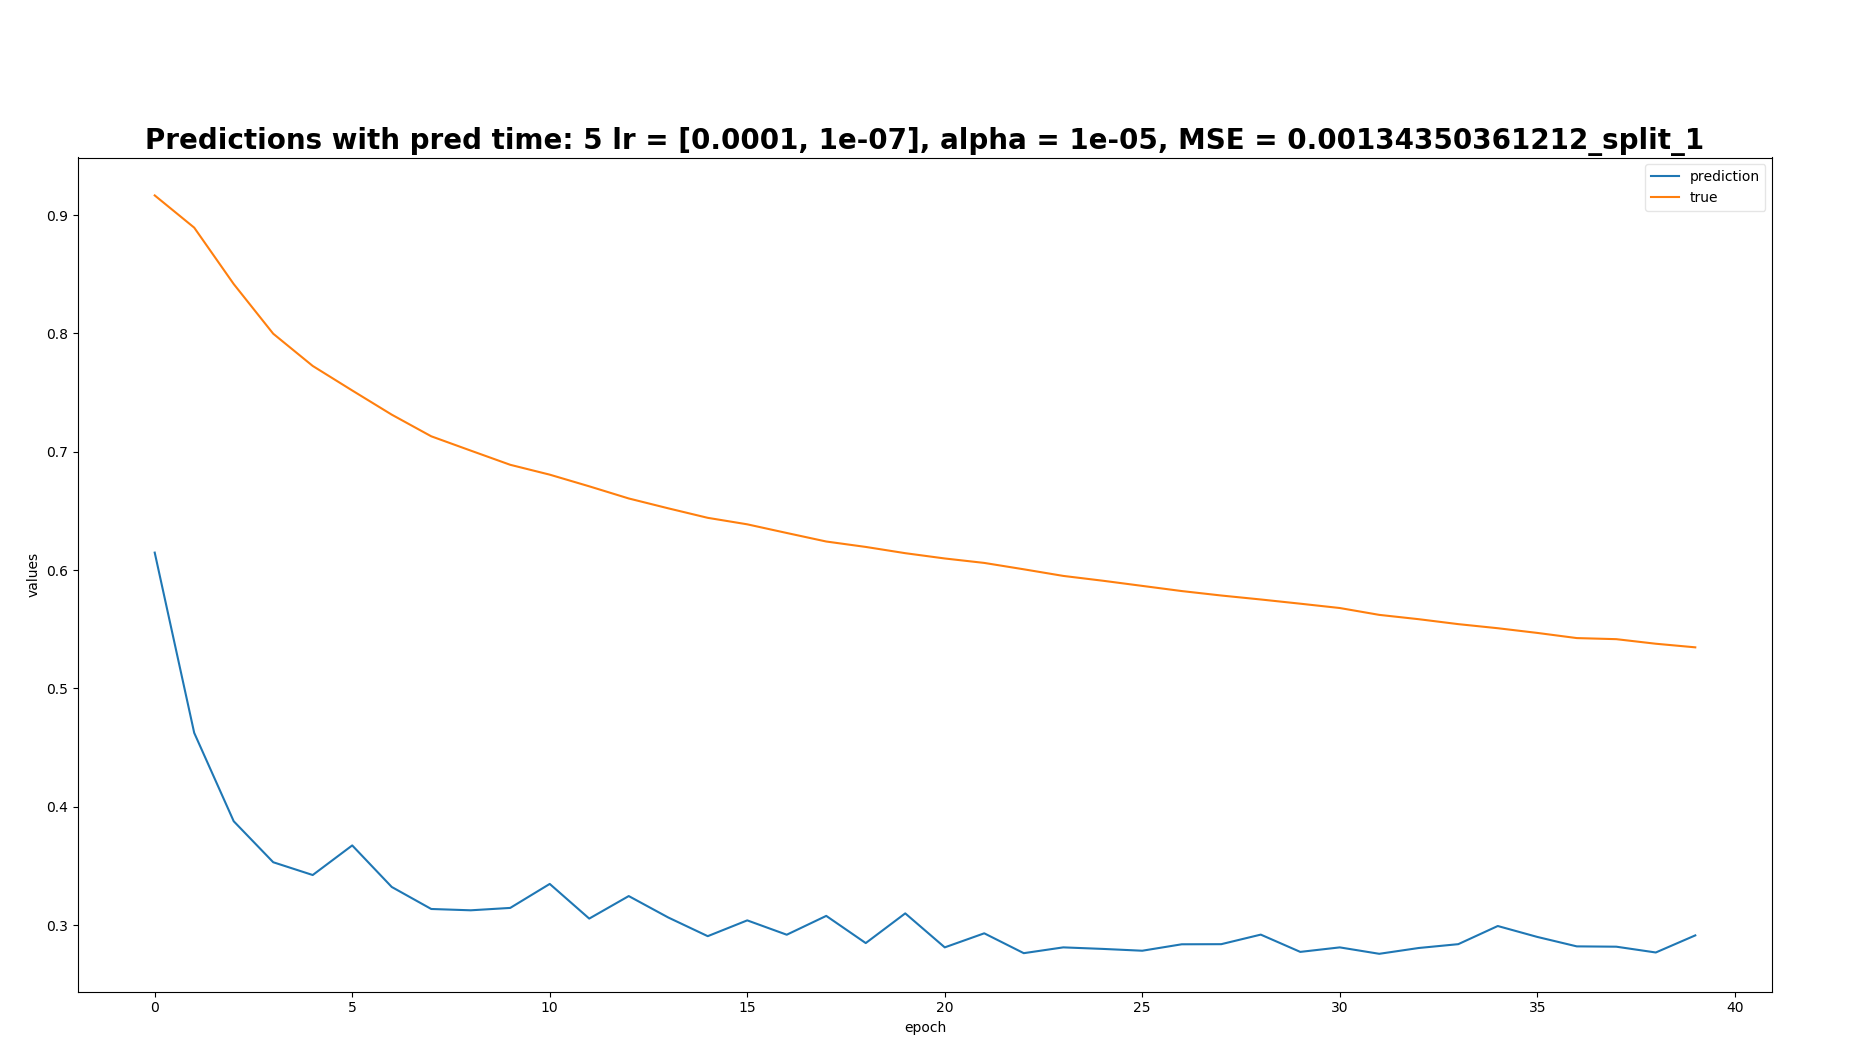 Predictions with pred time: 5 lr = [0.0001, 1e-07], alpha = 1e-05, MSE = 0.00134350361212_split_1
prediction
true
values
0.9
0.8
0.7
0.6
0.5
0.4
0.3
0 5 10 15 20 25 30 35 40
epoch